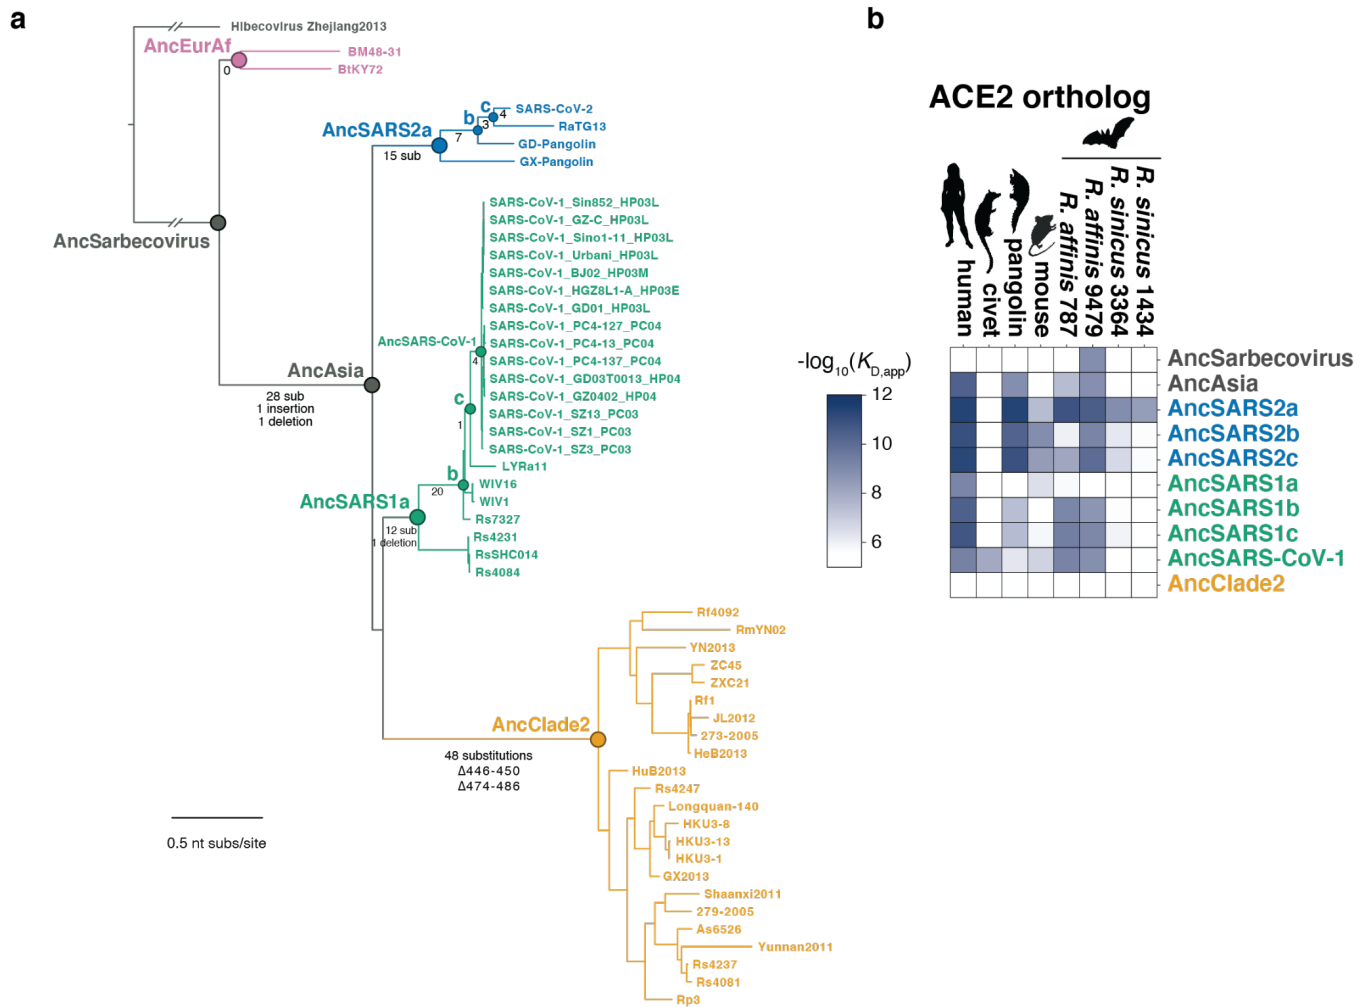 a
Hibecovirus Zhejiang2013
AncEurAf
BM48-31
0
BtKY72
c
SARS-CoV-2
4
b
3
RaTG13
AncSARS2a
7
GD-Pangolin
15 sub
GX-Pangolin
SARS-CoV-1_Sin852_HP03L
SARS-CoV-1_GZ-C_HP03L
AncSarbecovirus
SARS-CoV-1_Sino1-11_HP03L
SARS-CoV-1_Urbani_HP03L
SARS-CoV-1_BJ02_HP03M
SARS-CoV-1_HGZ8L1-A_HP03E
SARS-CoV-1_GD01_HP03L
SARS-CoV-1_PC4-127_PC04
AncSARS-CoV-1
SARS-CoV-1_PC4-13_PC04
4
SARS-CoV-1_PC4-137_PC04
AncAsia
SARS-CoV-1_GD03T0013_HP04
28 sub
1 insertion
1 deletion
SARS-CoV-1_GZ0402_HP04
c
SARS-CoV-1_SZ13_PC03
1
SARS-CoV-1_SZ1_PC03
SARS-CoV-1_SZ3_PC03
LYRa11
b
WIV16
20
AncSARS1a
WIV1
Rs7327
12 sub
1 deletion
Rs4231
RsSHC014
Rs4084
Rf4092
RmYN02
YN2013
ZC45
ZXC21
Rf1
AncClade2
JL2012
273-2005
HeB2013
48 substitutions
Δ446-450
Δ474-486
HuB2013
Rs4247
Longquan-140
HKU3-8
HKU3-13
HKU3-1
GX2013
0.5 nt subs/site
Shaanxi2011
279-2005
As6526
Yunnan2011
Rs4237
Rs4081
Rp3
b
ACE2 ortholog
human
civet
pangolin
mouse
R. affinis 787
R. affinis 9479
R. sinicus 3364
R. sinicus 1434
-log10(KD,app)
12
10
8
6
AncSarbecovirus
AncAsia
AncSARS2a
AncSARS2b
AncSARS2c
AncSARS1a
AncSARS1b
AncSARS1c
AncSARS-CoV-1
AncClade2